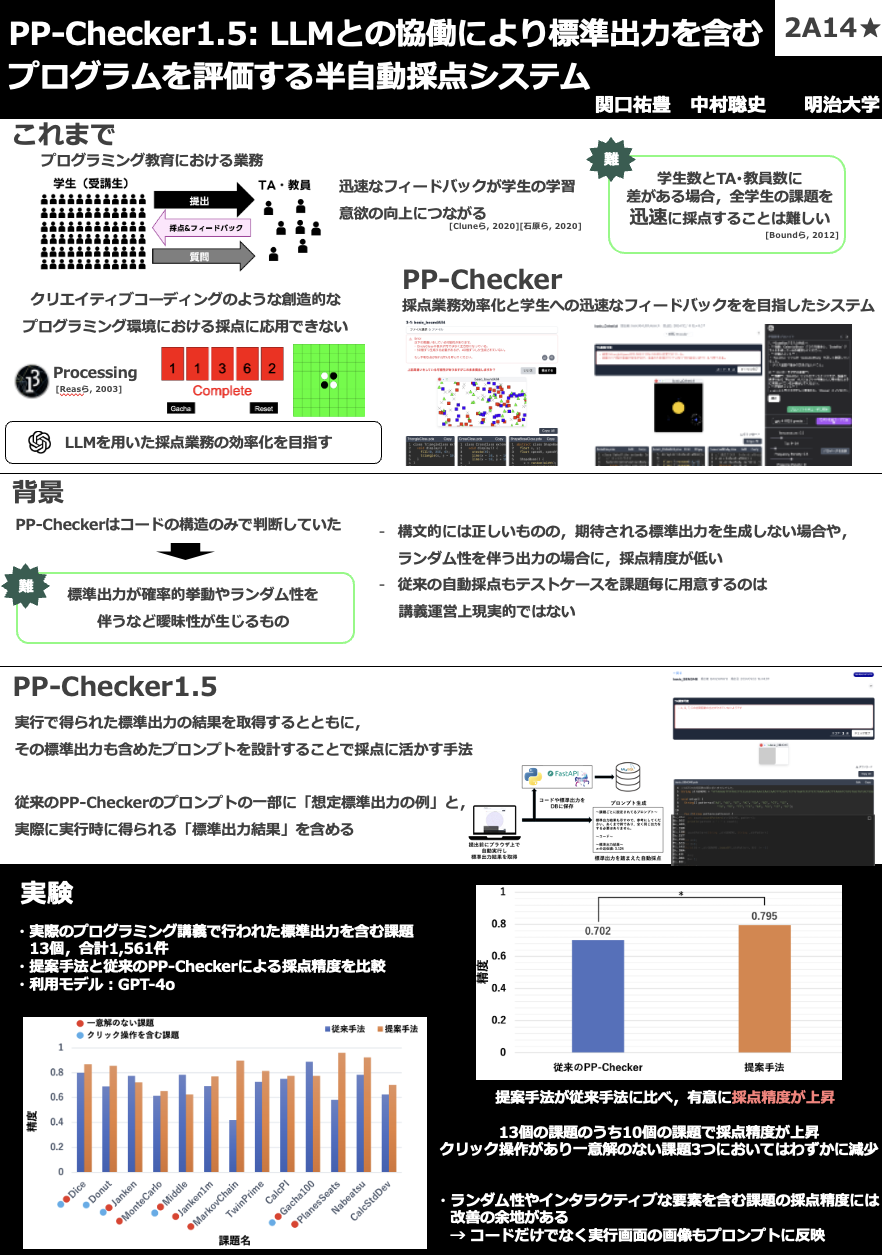 PP-Checker1.5: LLMとの協働により標準出力を含む
プログラムを評価する半自動採点システム
2A14★
関口祐豊 中村聡史 明治大学
これまで
プログラミング教育における業務
学生（受講生）
TA・教員
提出
採点&フィードバック
質問
迅速なフィードバックが学生の学習
意欲の向上につながる
[Cluneら, 2020][石原ら, 2020]
難
学生数とTA・教員数に
差がある場合，全学生の課題を
迅速に採点することは難しい
[Boundら, 2012]
クリエイティブコーディングのような創造的な
プログラミング環境における採点に応用できない
Processing
[Reasら, 2003]
1 1 3 6 2
Complete
Gacha
Reset
LLMを用いた採点業務の効率化を目指す
PP-Checker
採点業務効率化と学生への迅速なフィードバックをを目指したシステム
背景
PP-Checkerはコードの構造のみで判断していた
難
標準出力が確率的挙動やランダム性を
伴うなど曖昧性が生じるもの
- 構文的には正しいものの，期待される標準出力を生成しない場合や，
ランダム性を伴う出力の場合に，採点精度が低い
- 従来の自動採点もテストケースを課題毎に用意するのは
講義運営上現実的ではない
PP-Checker1.5
実行で得られた標準出力の結果を取得するとともに，
その標準出力も含めたプロンプトを設計することで採点に活かす手法
従来のPP-Checkerのプロンプトの一部に「想定標準出力の例」と，
実際に実行時に得られる「標準出力結果」を含める
FastAPI
MySQL
コードや標準出力を
DBに保存
プロンプト生成
提出前にブラウザ上で
自動実行し
標準出力結果を取得
標準出力を踏まえた自動採点
実験
・実際のプログラミング講義で行われた標準出力を含む課題
13個，合計1,561件
・提案手法と従来のPP-Checkerによる採点精度を比較
・利用モデル：GPT-4o
一意解のない課題
クリック操作を含む課題
従来手法
提案手法
1
0.8
0.6
0.4
0.2
0
精度
Dice
Donut
Janken
MonteCarlo
Middle
Janken1m
MarkovChain
TwinPrime
CalcPI
Gacha100
PlanesSeats
Nabeatsu
CalcStdDev
課題名
1
0.8
0.6
0.4
0.2
0
精度
*
0.702
0.795
従来のPP-Checker
提案手法
提案手法が従来手法に比べ，有意に採点精度が上昇
13個の課題のうち10個の課題で採点精度が上昇
クリック操作があり一意解のない課題3つにおいてはわずかに減少
・ランダム性やインタラクティブな要素を含む課題の採点精度には
改善の余地がある
→ コードだけでなく実行画面の画像もプロンプトに反映